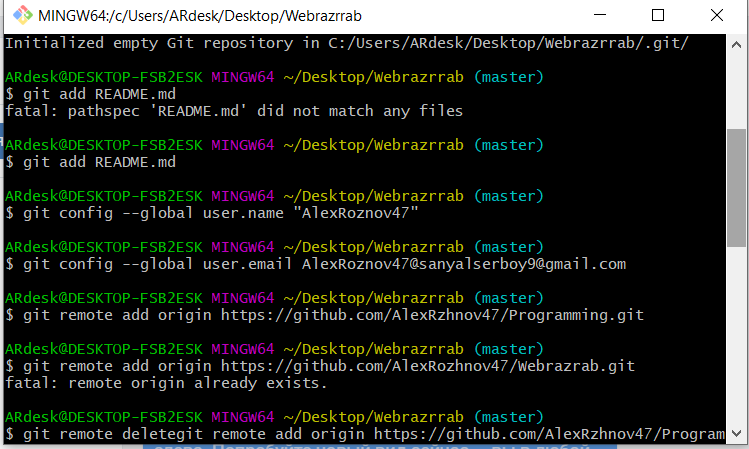 MINGW64:/c/Users/ARdesk/Desktop/Webrazrrab
Initialized empty Git repository in C:/Users/ARdesk/Desktop/Webrazrrab/.git/
ARdesk@DESKTOP-FSB2ESK MINGW64 ~/Desktop/Webrazrrab (master)
$ git add README.md
fatal: pathspec 'README.md' did not match any files
ARdesk@DESKTOP-FSB2ESK MINGW64 ~/Desktop/Webrazrrab (master)
$ git add README.md
ARdesk@DESKTOP-FSB2ESK MINGW64 ~/Desktop/Webrazrrab (master)
$ git config --global user.name "AlexRoznov47"
ARdesk@DESKTOP-FSB2ESK MINGW64 ~/Desktop/Webrazrrab (master)
$ git config --global user.email AlexRoznov47@sanyalserboy9@gmail.com
ARdesk@DESKTOP-FSB2ESK MINGW64 ~/Desktop/Webrazrrab (master)
$ git remote add origin https://github.com/AlexRzhnov47/Programming.git
ARdesk@DESKTOP-FSB2ESK MINGW64 ~/Desktop/Webrazrrab (master)
$ git remote add origin https://github.com/AlexRozhnov47/Webrazrab.git
fatal: remote origin already exists.
ARdesk@DESKTOP-FSB2ESK MINGW64 ~/Desktop/Webrazrrab (master)
$ git remote deletegit remote add origin https://github.com/AlexRzhnov47/Program